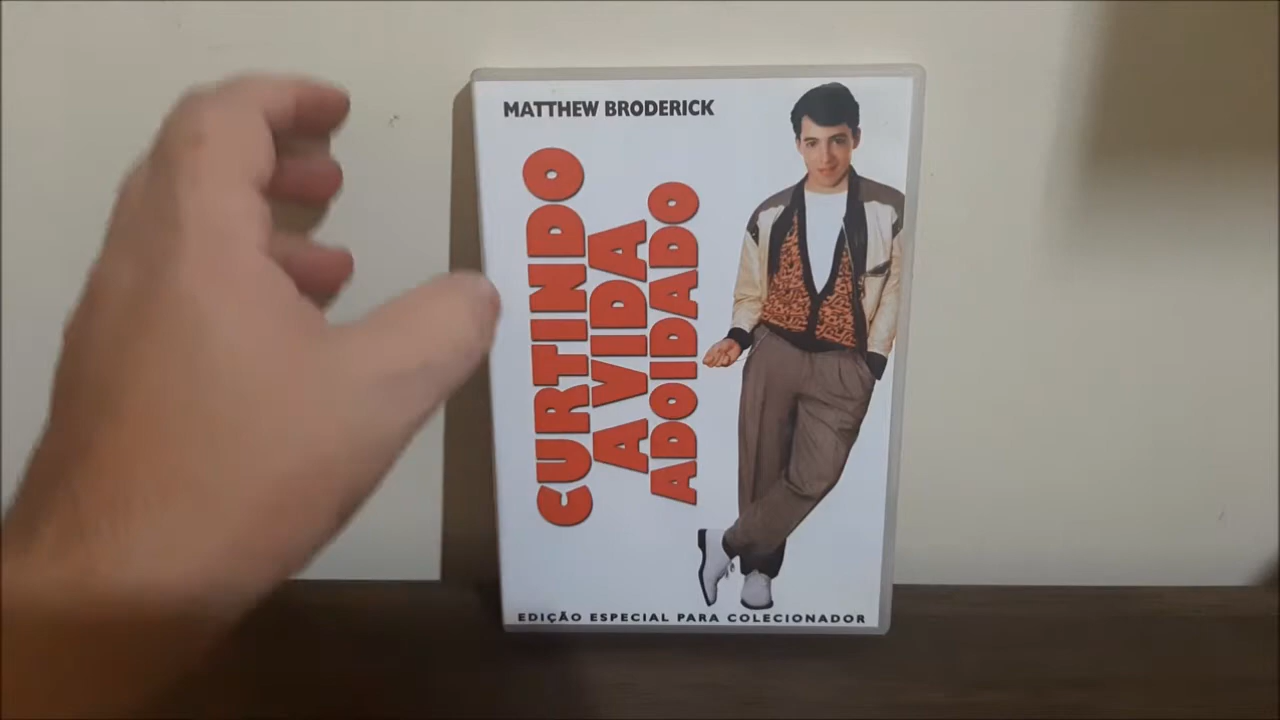 MATTHEW BRODERICK
CURTINDO
A VIDA
ADOIDADO
EDIÇÃO ESPECIAL PARA COLECIONADOR